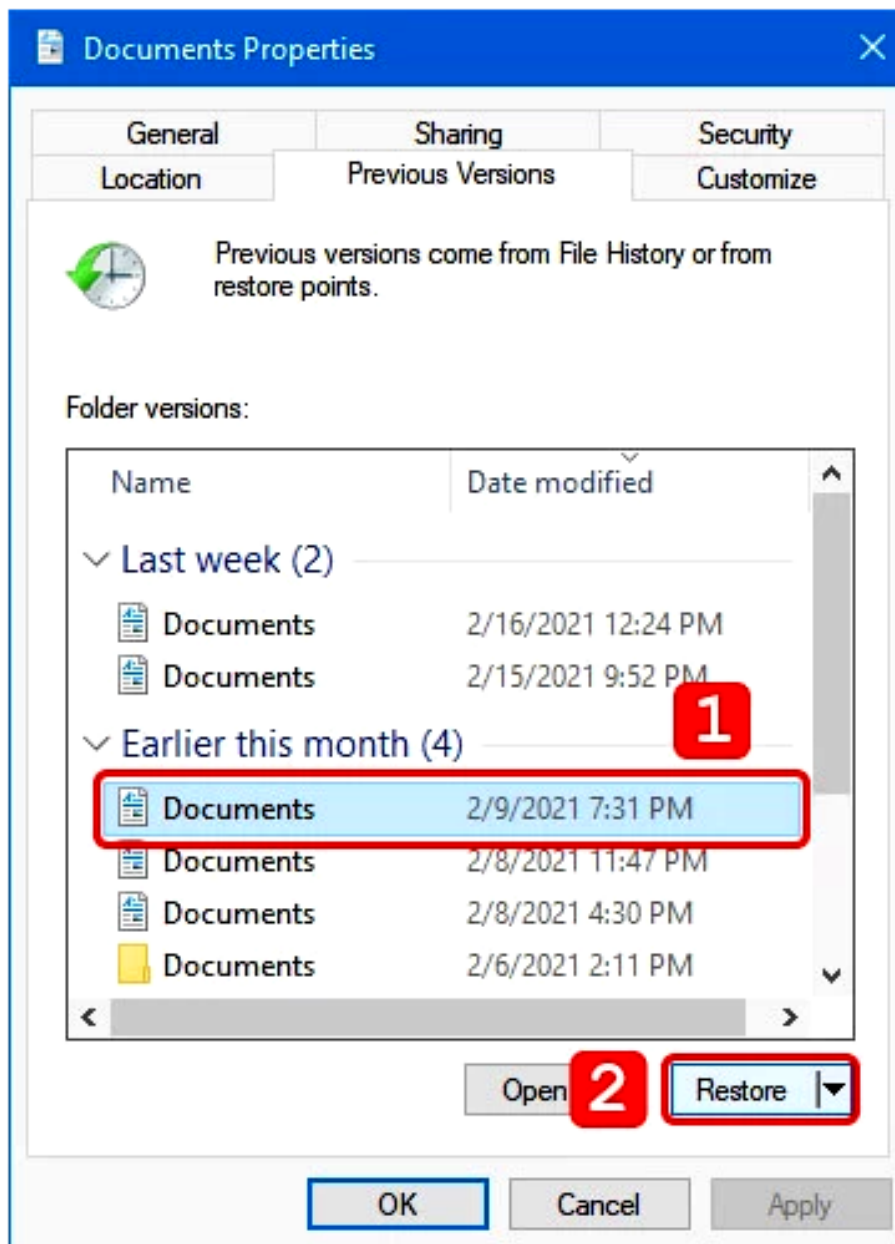 Documents Properties
General Sharing Security
Location Previous Versions Customize
Previous versions come from File History or from
restore points.
Folder versions:
Name Date modified
Last week (2)
Documents 2/16/2021 12:24 PM
Documents 2/15/2021 9:52 PM
1
Earlier this month (4)
Documents 2/9/2021 7:31 PM
Documents 2/8/2021 11:47 PM
Documents 2/8/2021 4:30 PM
Documents 2/6/2021 2:11 PM
Open 2 Restore
OK Cancel Apply